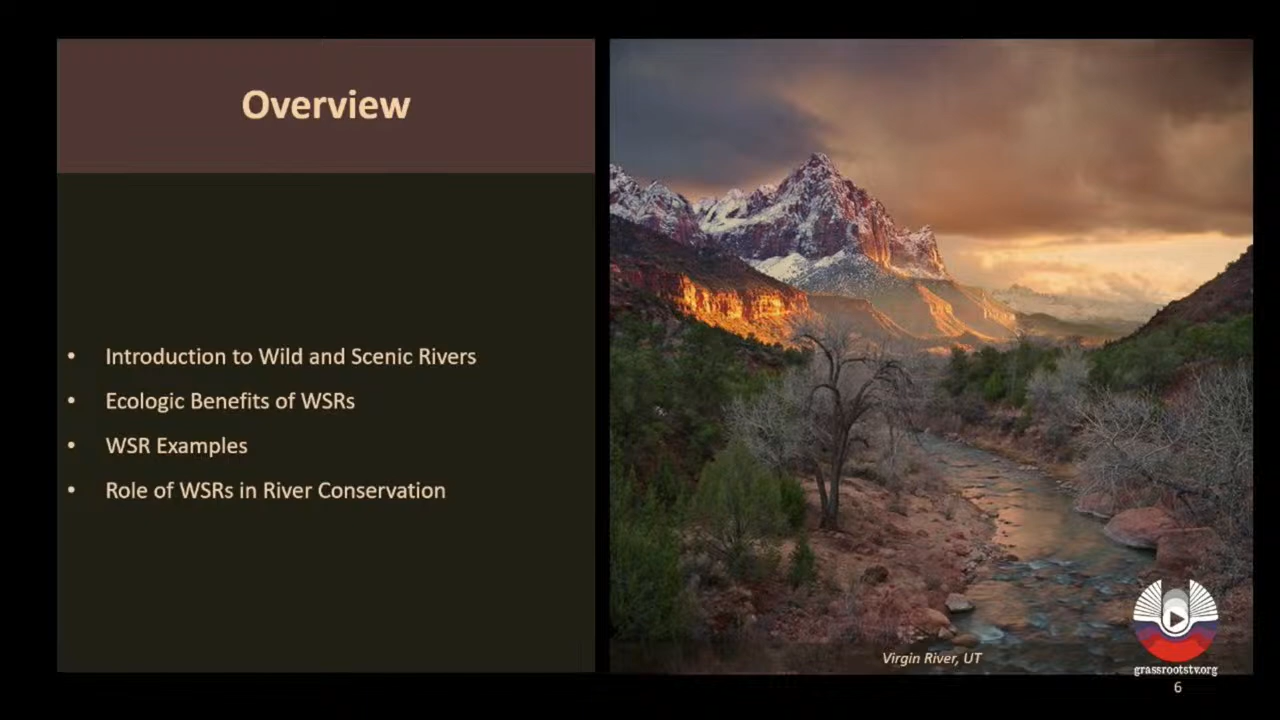 Overview
• Introduction to Wild and Scenic Rivers
• Ecologic Benefits of WSRs
• WSR Examples
• Role of WSRs in River Conservation
Virgin River, UT
grassrootstv.org
6